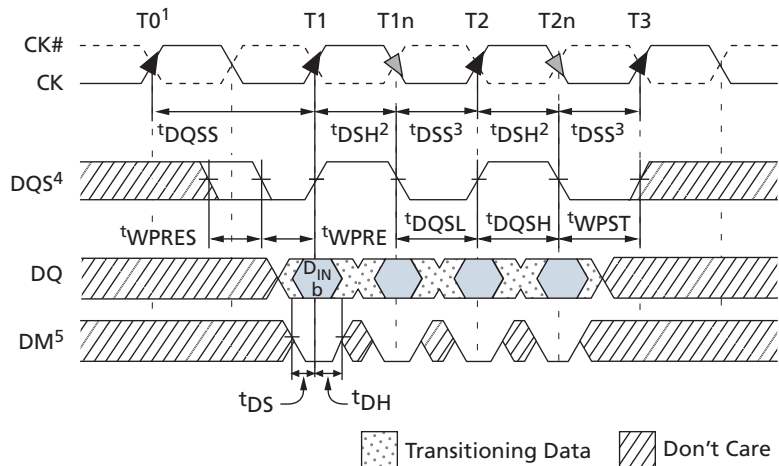 T0¹ T1 T1n T2 T2n T3
CK#
CK
tDQSS tDSH² tDSS³ tDSH² tDSS³
DQS⁴
tWPRES tWPRE tDQSL tDQSH tWPST
DQ
DIN
b
DM⁵
tDS tDH
Transitioning Data Don't Care